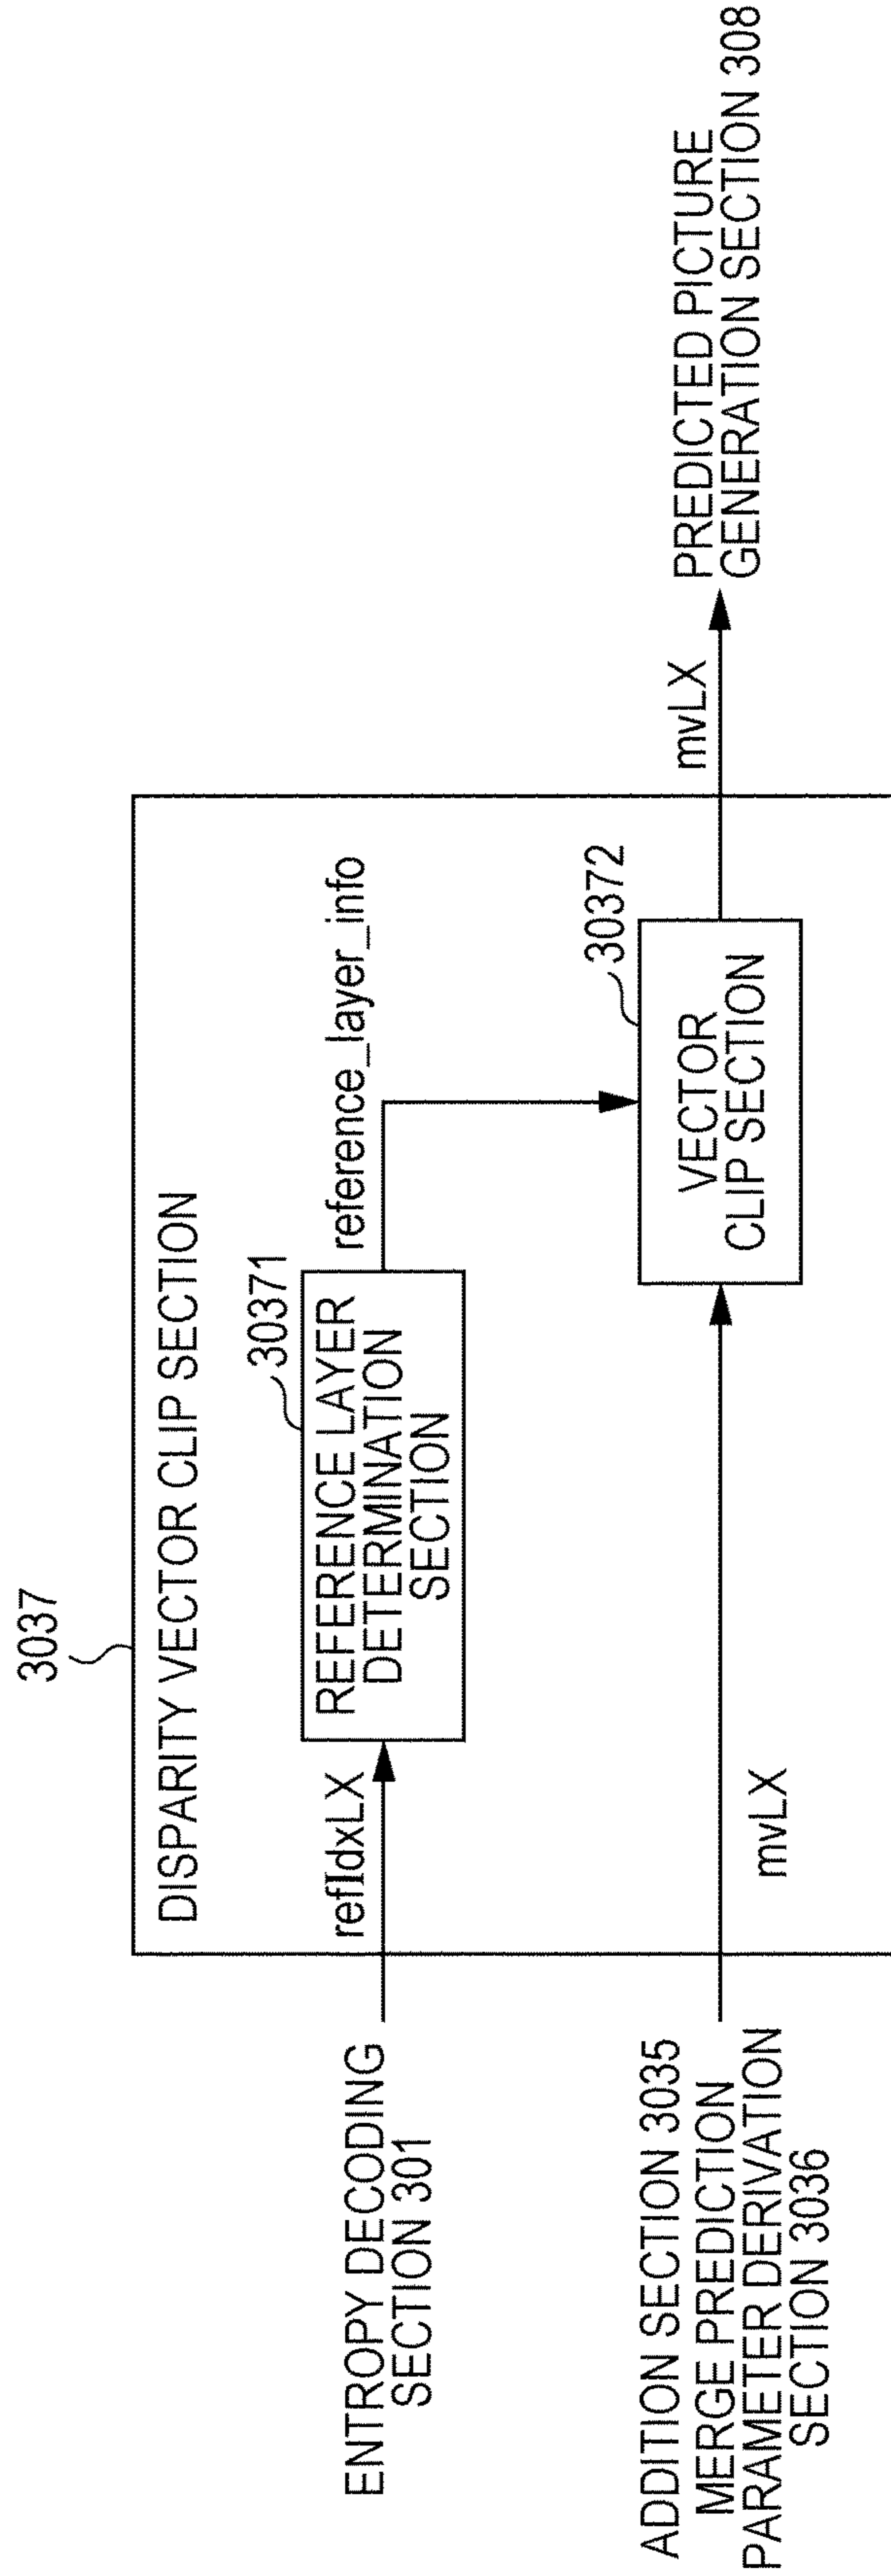 3037
DISPARITY VECTOR CLIP SECTION
ENTROPY DECODING
SECTION 301
refIdxLX
30371
REFERENCE LAYER
DETERMINATION
SECTION
reference_layer_info
ADDITION SECTION 3035
MERGE PREDICTION
PARAMETER DERIVATION
SECTION 3036
mvLX
30372
VECTOR
CLIP SECTION
mvLX
PREDICTED PICTURE
GENERATION SECTION 308